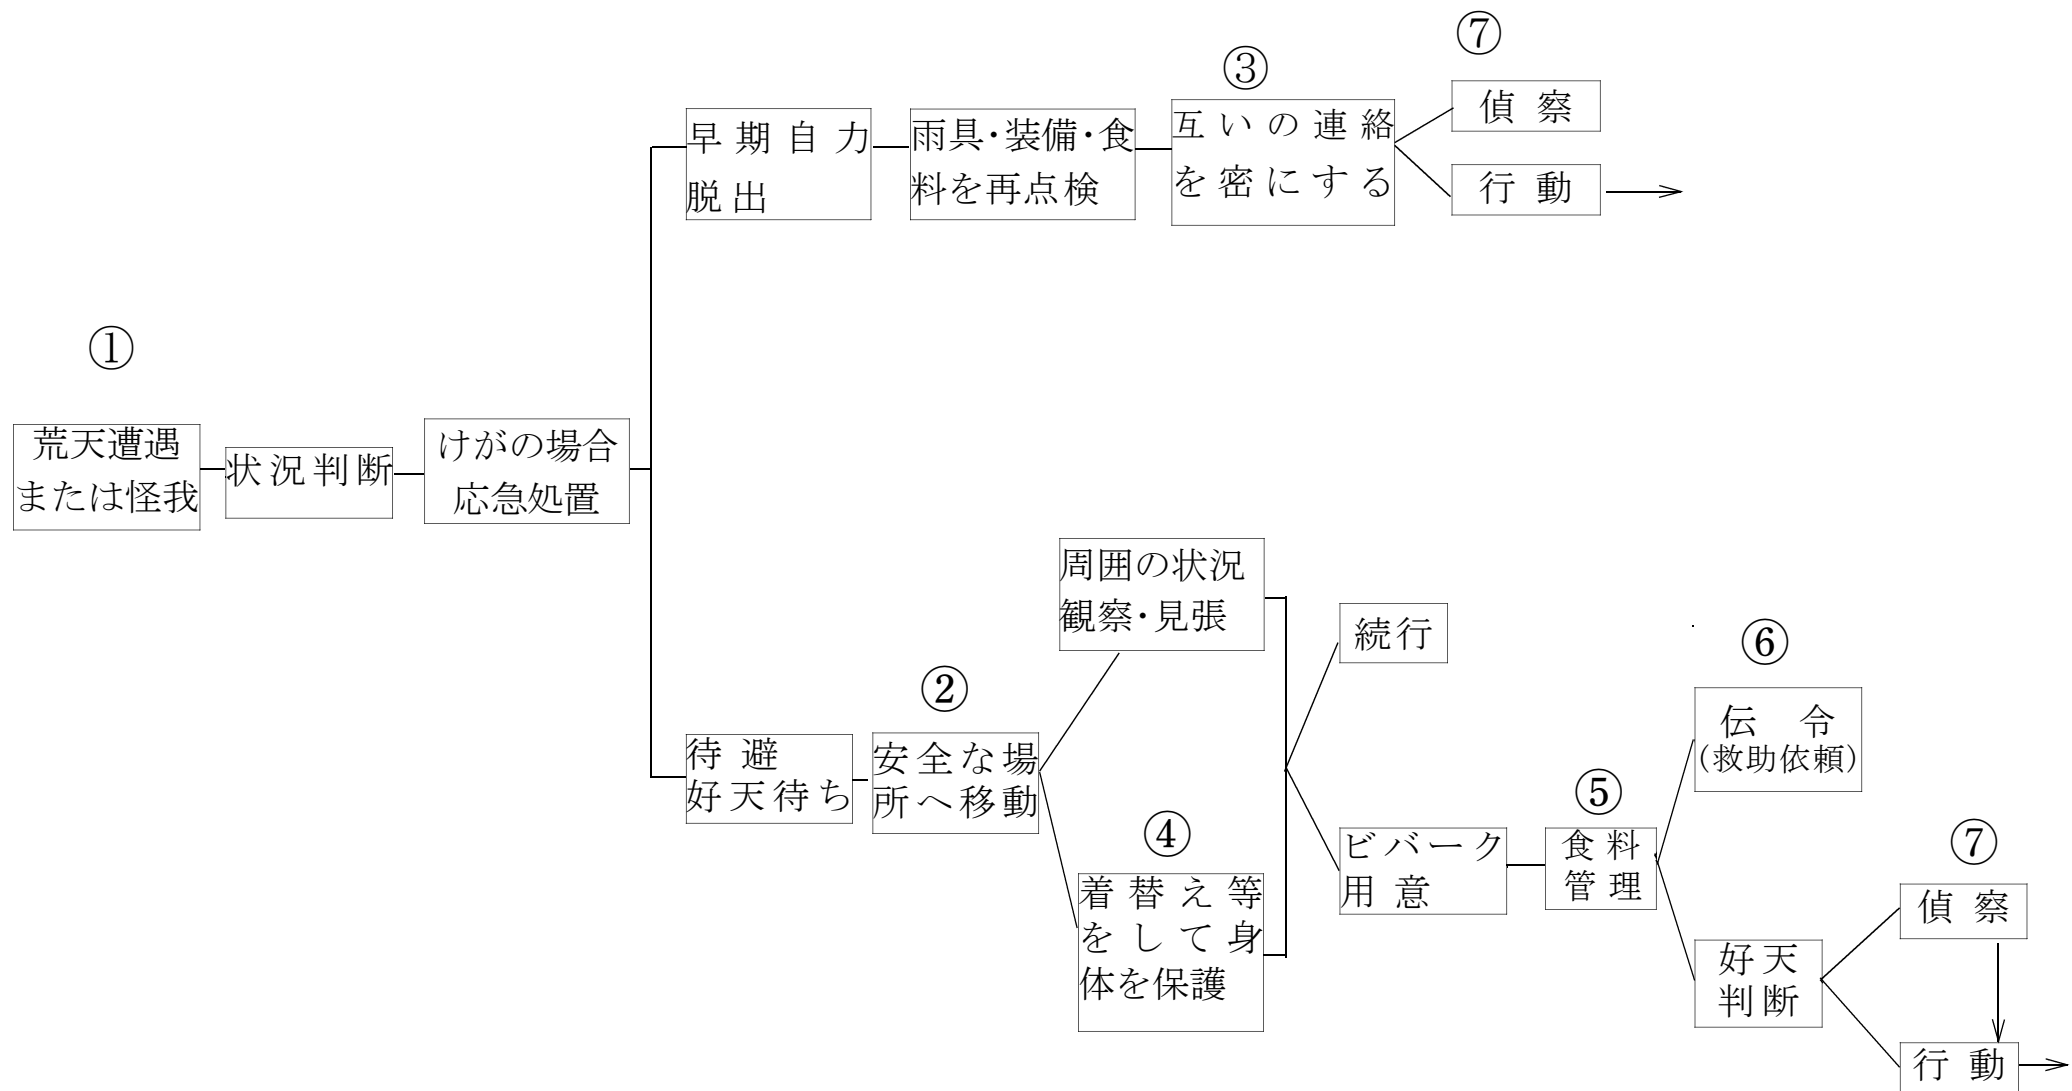 ①
荒天遭遇
または怪我
状況判断
けがの場合
応急処置
早期自力
脱出
雨具・装備・食
料を再点検
③
互いの連絡
を密にする
⑦
偵察
行動
待避
好天待ち
②
安全な場
所へ移動
周囲の状況
観察・見張
④
着替え等
をして身
体を保護
続行
ビバーク
用意
⑤
食料
管理
⑥
伝令
(救助依頼)
好天
判断
⑦
偵察
行動